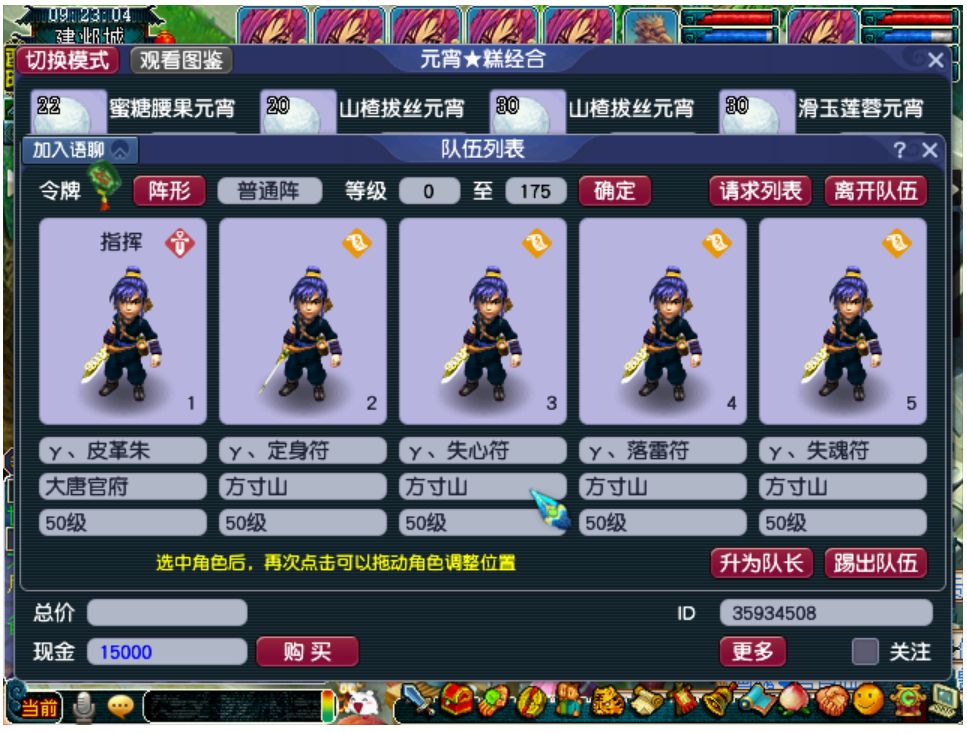 09:23:04
建邺城
切换模式 观看图鉴 元宵★糕经合
22 蜜糖腰果元宵 20 山楂拔丝元宵 30 山楂拔丝元宵 30 滑玉莲蓉元宵
加入语聊 队伍列表 ?
令牌 阵形 普通阵 等级 0 至 175 确定 请求列表 离开队伍
指挥
1 2 3 4 5
γ、皮革朱 γ、定身符 γ、失心符 γ、落雷符 γ、失魂符
大唐官府 方寸山 方寸山 方寸山 方寸山
50级 50级 50级 50级 50级
选中角色后，再次点击可以拖动角色调整位置 升为队长 踢出队伍
总价 ID 35934508
现金 15000 购买 更多 关注
当前